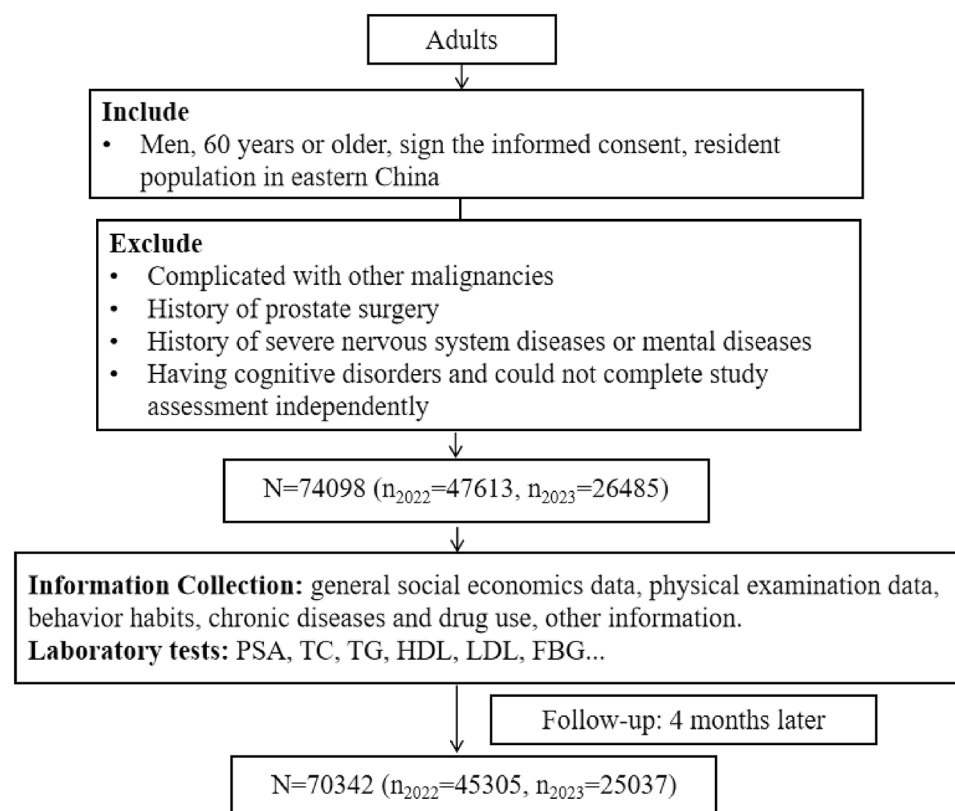 Adults
Include
• Men, 60 years or older, sign the informed consent, resident
population in eastern China
Exclude
• Complicated with other malignancies
• History of prostate surgery
• History of severe nervous system diseases or mental diseases
• Having cognitive disorders and could not complete study
assessment independently
N=74098 (n₂₀₂₂=47613, n₂₀₂₃=26485)
Information Collection: general social economics data, physical examination data,
behavior habits, chronic diseases and drug use, other information.
Laboratory tests: PSA, TC, TG, HDL, LDL, FBG...
Follow-up: 4 months later
N=70342 (n₂₀₂₂=45305, n₂₀₂₃=25037)